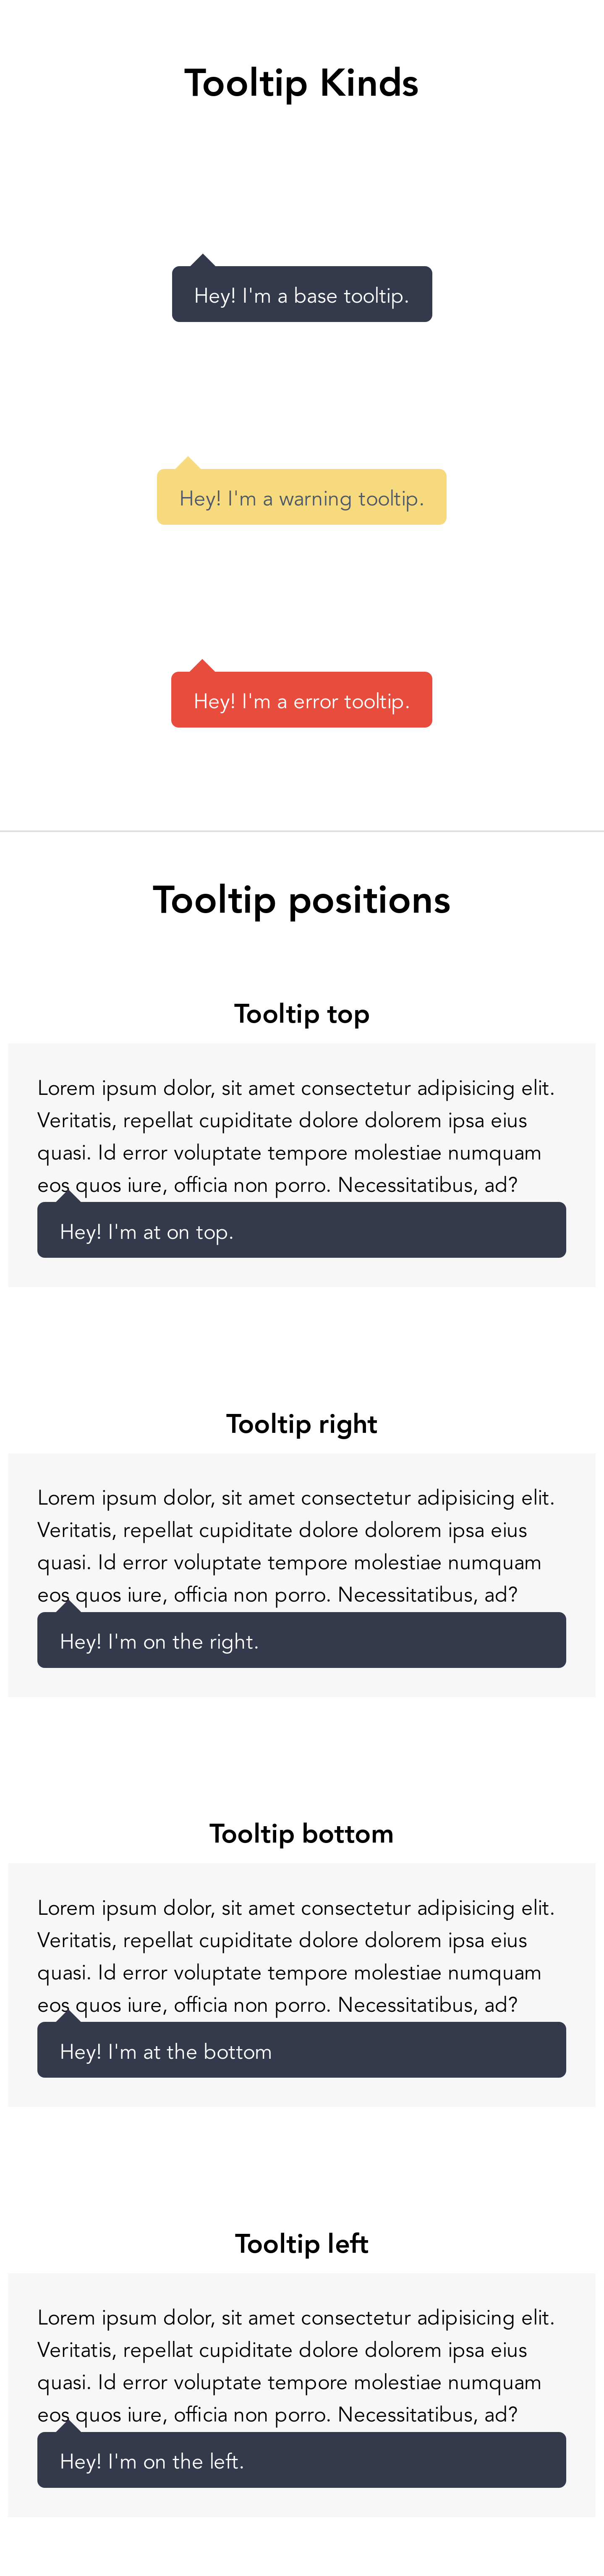 Tooltip Kinds
Hey! I'm a base tooltip.
Hey! I'm a warning tooltip.
Hey! I'm a error tooltip.
Tooltip positions
Tooltip top
Lorem ipsum dolor, sit amet consectetur adipisicing elit.
Veritatis, repellat cupiditate dolore dolorem ipsa eius
quasi. Id error voluptate tempore molestiae numquam
eos quos iure, officia non porro. Necessitatibus, ad?
Hey! I'm at on top.
Tooltip right
Lorem ipsum dolor, sit amet consectetur adipisicing elit.
Veritatis, repellat cupiditate dolore dolorem ipsa eius
quasi. Id error voluptate tempore molestiae numquam
eos quos iure, officia non porro. Necessitatibus, ad?
Hey! I'm on the right.
Tooltip bottom
Lorem ipsum dolor, sit amet consectetur adipisicing elit.
Veritatis, repellat cupiditate dolore dolorem ipsa eius
quasi. Id error voluptate tempore molestiae numquam
eos quos iure, officia non porro. Necessitatibus, ad?
Hey! I'm at the bottom
Tooltip left
Lorem ipsum dolor, sit amet consectetur adipisicing elit.
Veritatis, repellat cupiditate dolore dolorem ipsa eius
quasi. Id error voluptate tempore molestiae numquam
eos quos iure, officia non porro. Necessitatibus, ad?
Hey! I'm on the left.